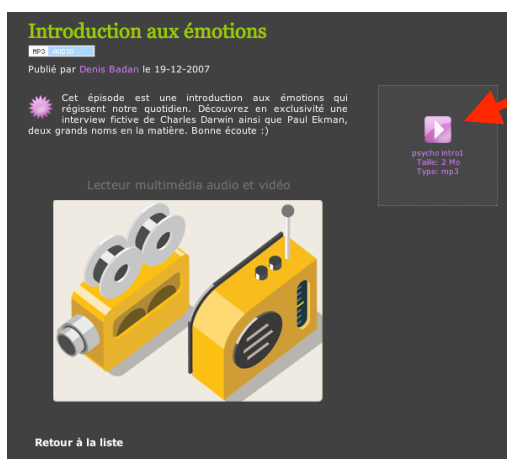 Introduction aux émotions
MP3 AUDIO
Publié par Denis Badan le 19-12-2007
Cet épisode est une introduction aux émotions qui
régissent notre quotidien. Découvrez en exclusivité une
interview fictive de Charles Darwin ainsi que Paul Ekman,
deux grands noms en la matière. Bonne écoute :)
psycho intro1
Taille: 2 Mo
Type: mp3
Lecteur multimédia audio et vidéo
Retour à la liste